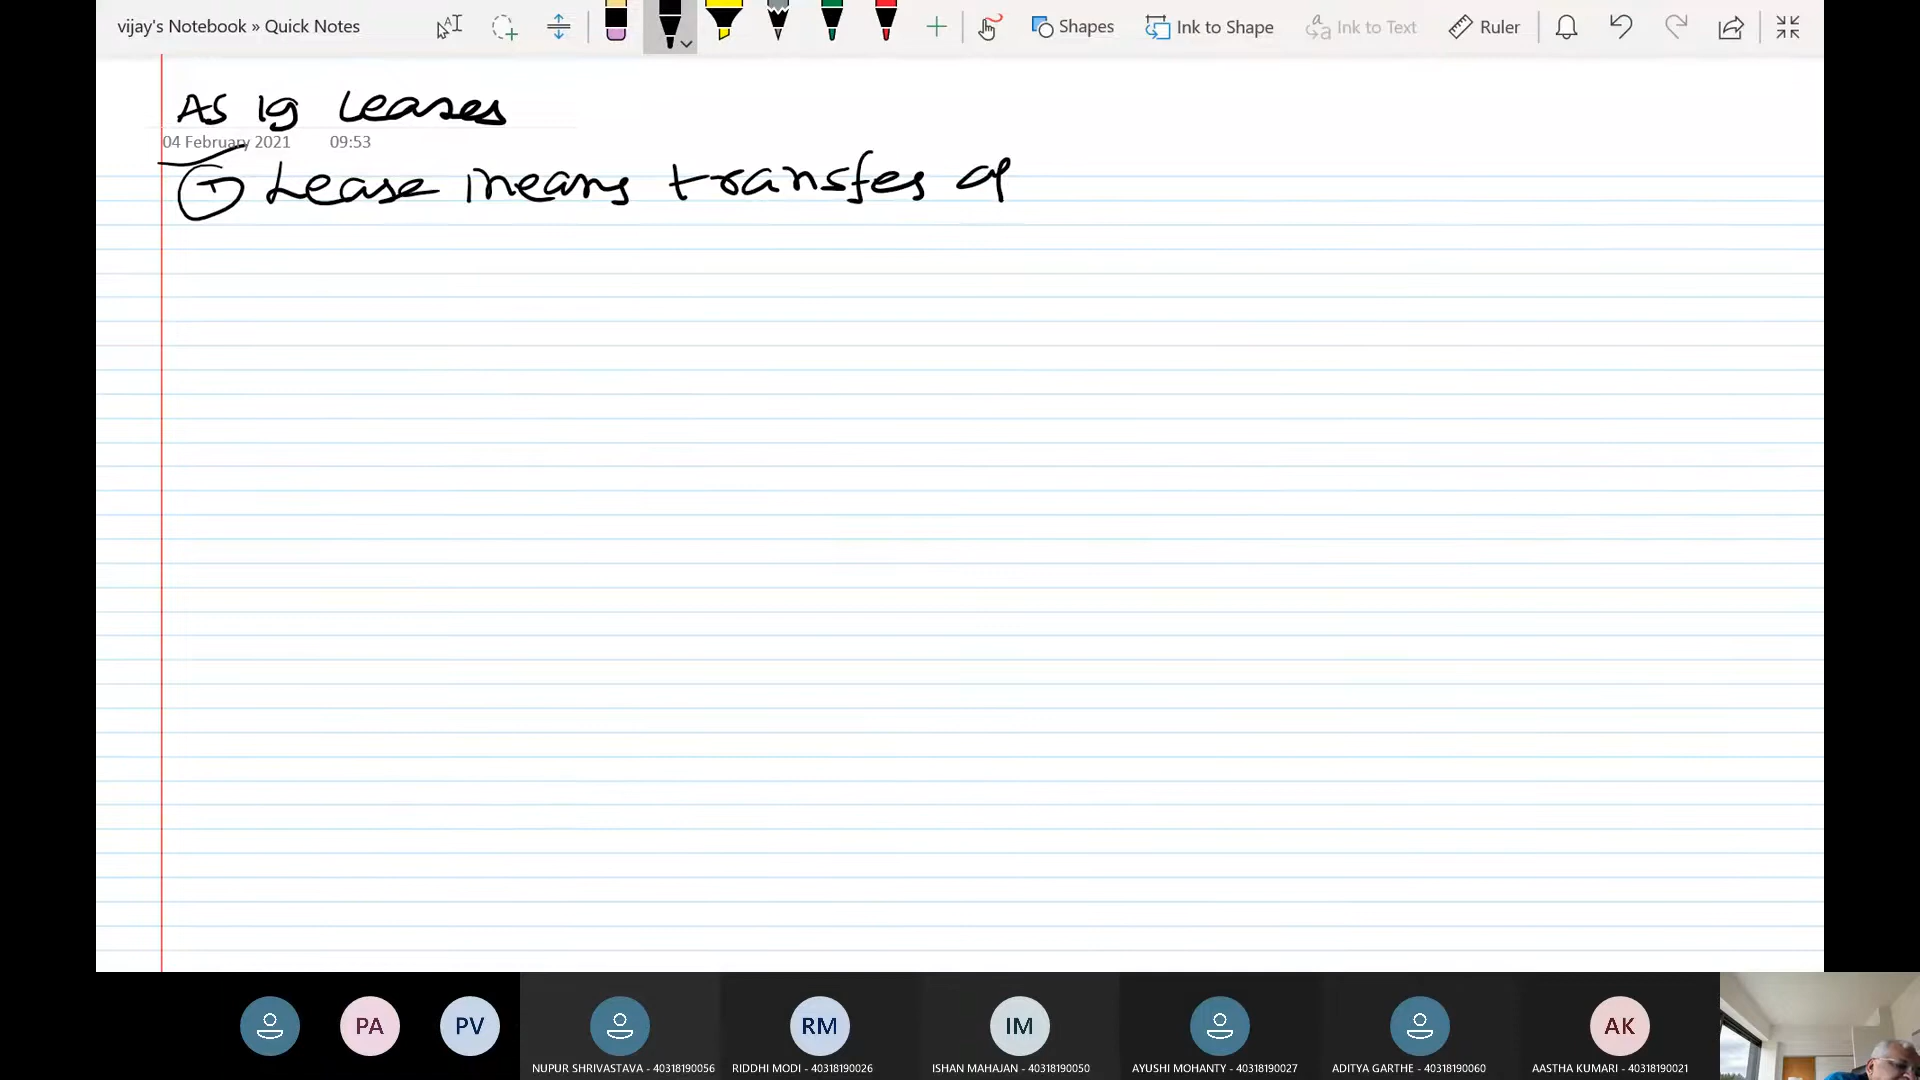 vijay's Notebook » Quick Notes Shapes Ink to Shape Ink to Text Ruler
As 19 Leases
04 February 2021 09:53
① Lease means transfer of
PA PV RM IM AK
NUPUR SHRIVASTAVA - 40318190056 RIDDHI MODI - 40318190026 ISHAN MAHAJAN - 40318190050 AYUSHI MOHANTY - 40318190027 ADITYA GARTHE - 40318190060 AASTHA KUMARI - 40318190021